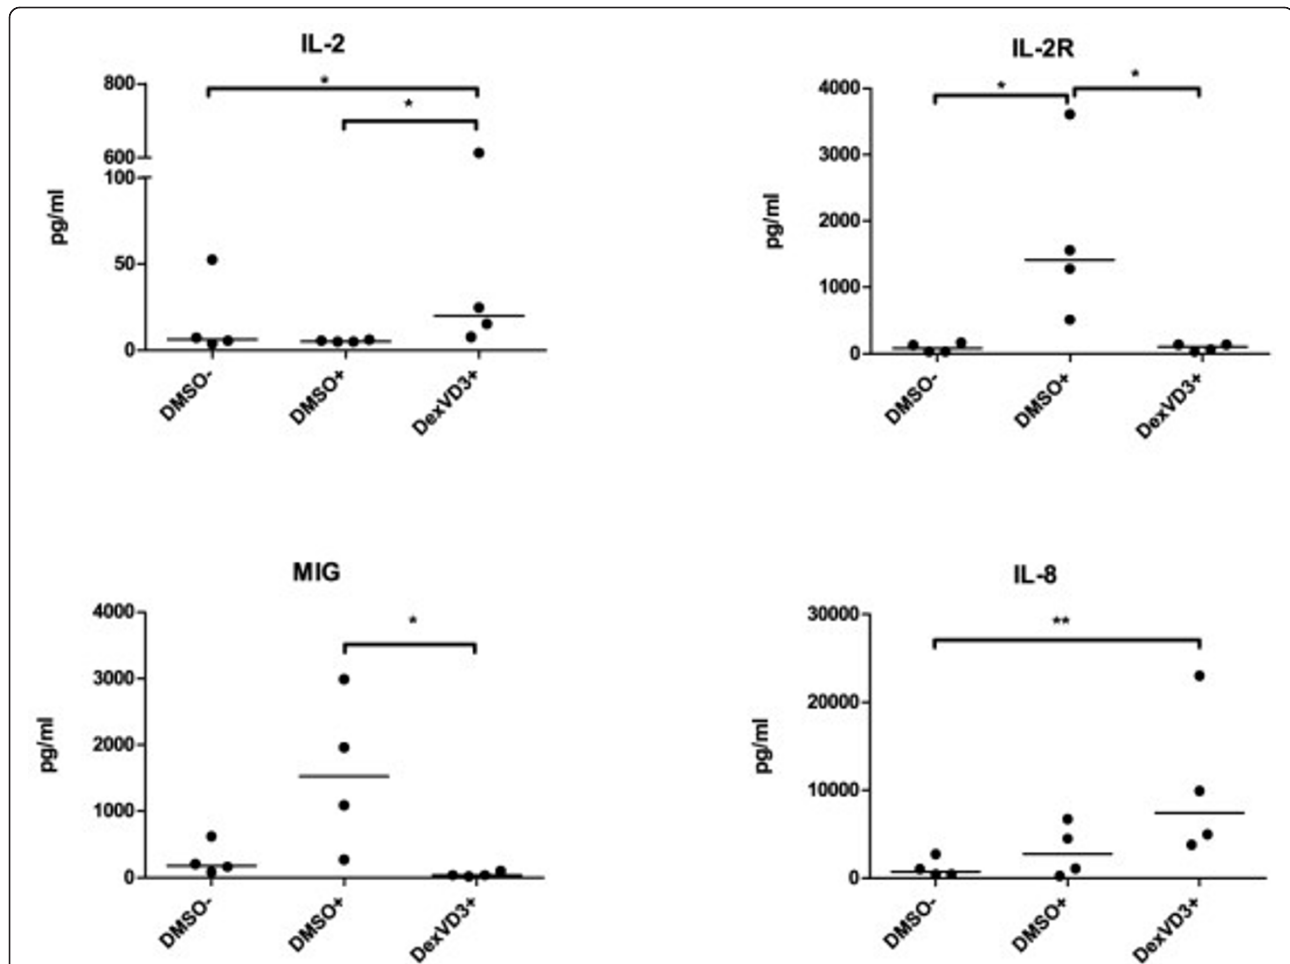 IL-2
800
600
100
50
0
pg/ml
*
*
DMSO-
DMSO+
DexVD3+
IL-2R
4000
3000
2000
1000
0
pg/ml
*
*
DMSO-
DMSO+
DexVD3+
MIG
4000
3000
2000
1000
0
pg/ml
*
DMSO-
DMSO+
DexVD3+
IL-8
30000
20000
10000
0
pg/ml
**
DMSO-
DMSO+
DexVD3+